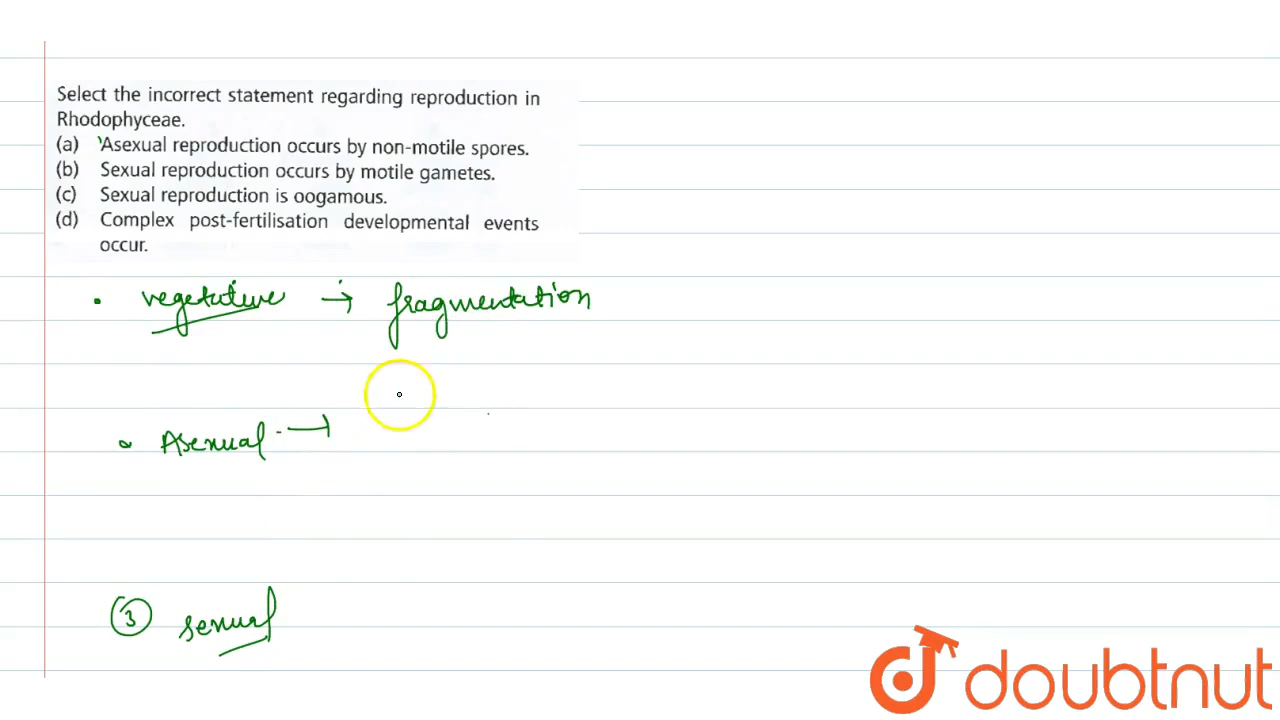 Select the incorrect statement regarding reproduction in
Rhodophyceae.
(a) Asexual reproduction occurs by non-motile spores.
(b) Sexual reproduction occurs by motile gametes.
(c) Sexual reproduction is oogamous.
(d) Complex post-fertilisation developmental events
occur.
• vegetative → fragmentation
• Asexual →
③ sexual
doubtnut